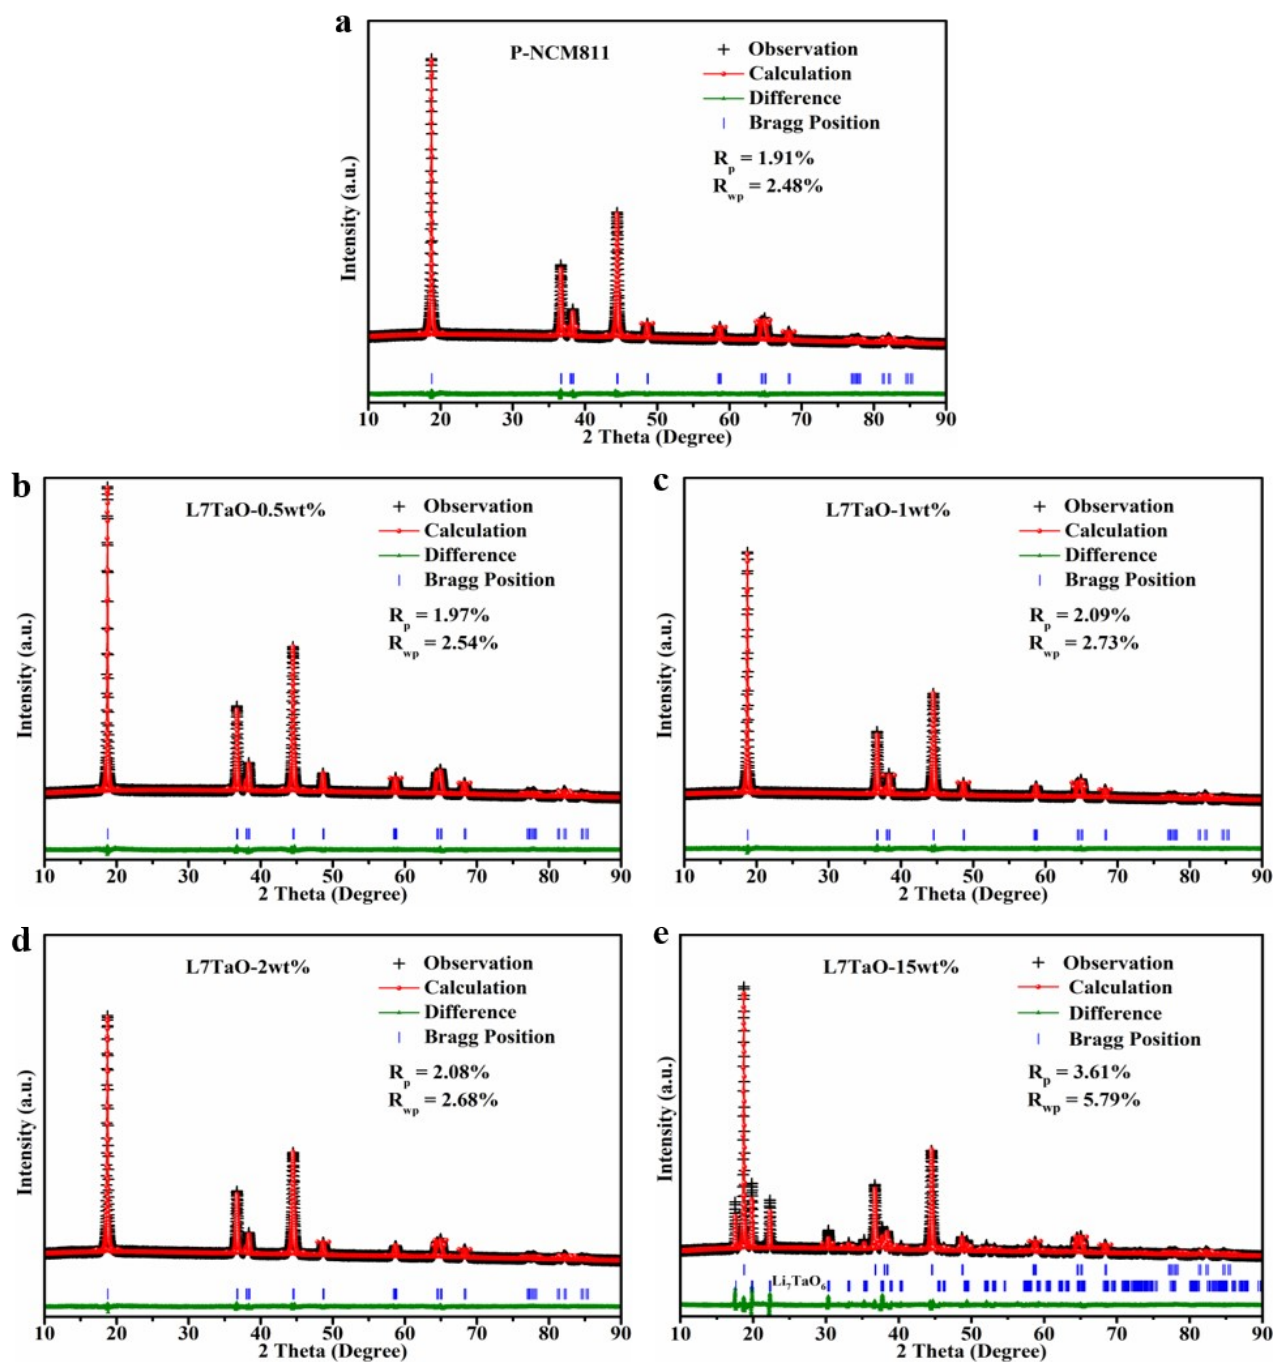 a
P-NCM811
Observation
Calculation
Difference
Bragg Position
Rp = 1.91%
Rwp = 2.48%
Intensity (a.u.)
10 20 30 40 50 60 70 80 90
2 Theta (Degree)
b
L7TaO-0.5wt%
Observation
Calculation
Difference
Bragg Position
Rp = 1.97%
Rwp = 2.54%
Intensity (a.u.)
10 20 30 40 50 60 70 80 90
2 Theta (Degree)
c
L7TaO-1wt%
Observation
Calculation
Difference
Bragg Position
Rp = 2.09%
Rwp = 2.73%
Intensity (a.u.)
10 20 30 40 50 60 70 80 90
2 Theta (Degree)
d
L7TaO-2wt%
Observation
Calculation
Difference
Bragg Position
Rp = 2.08%
Rwp = 2.68%
Intensity (a.u.)
10 20 30 40 50 60 70 80 90
2 Theta (Degree)
e
L7TaO-15wt%
Observation
Calculation
Difference
Bragg Position
Rp = 3.61%
Rwp = 5.79%
Li7TaO6
Intensity (a.u.)
10 20 30 40 50 60 70 80 90
2 Theta (Degree)